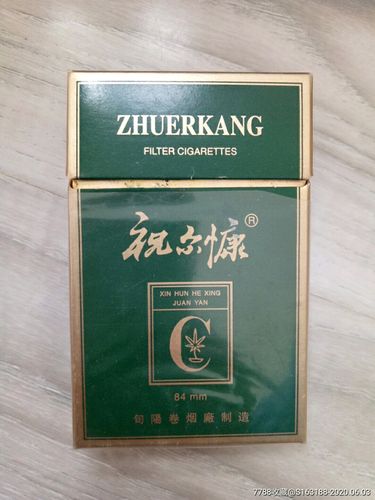 ZHUERKANG
FILTER CIGARETTES
祝尔慷®
XIN HUN HE XING
JUAN YAN
C
84 mm
旬陽卷烟廠制造
7788收藏@S163188-2020.06.03